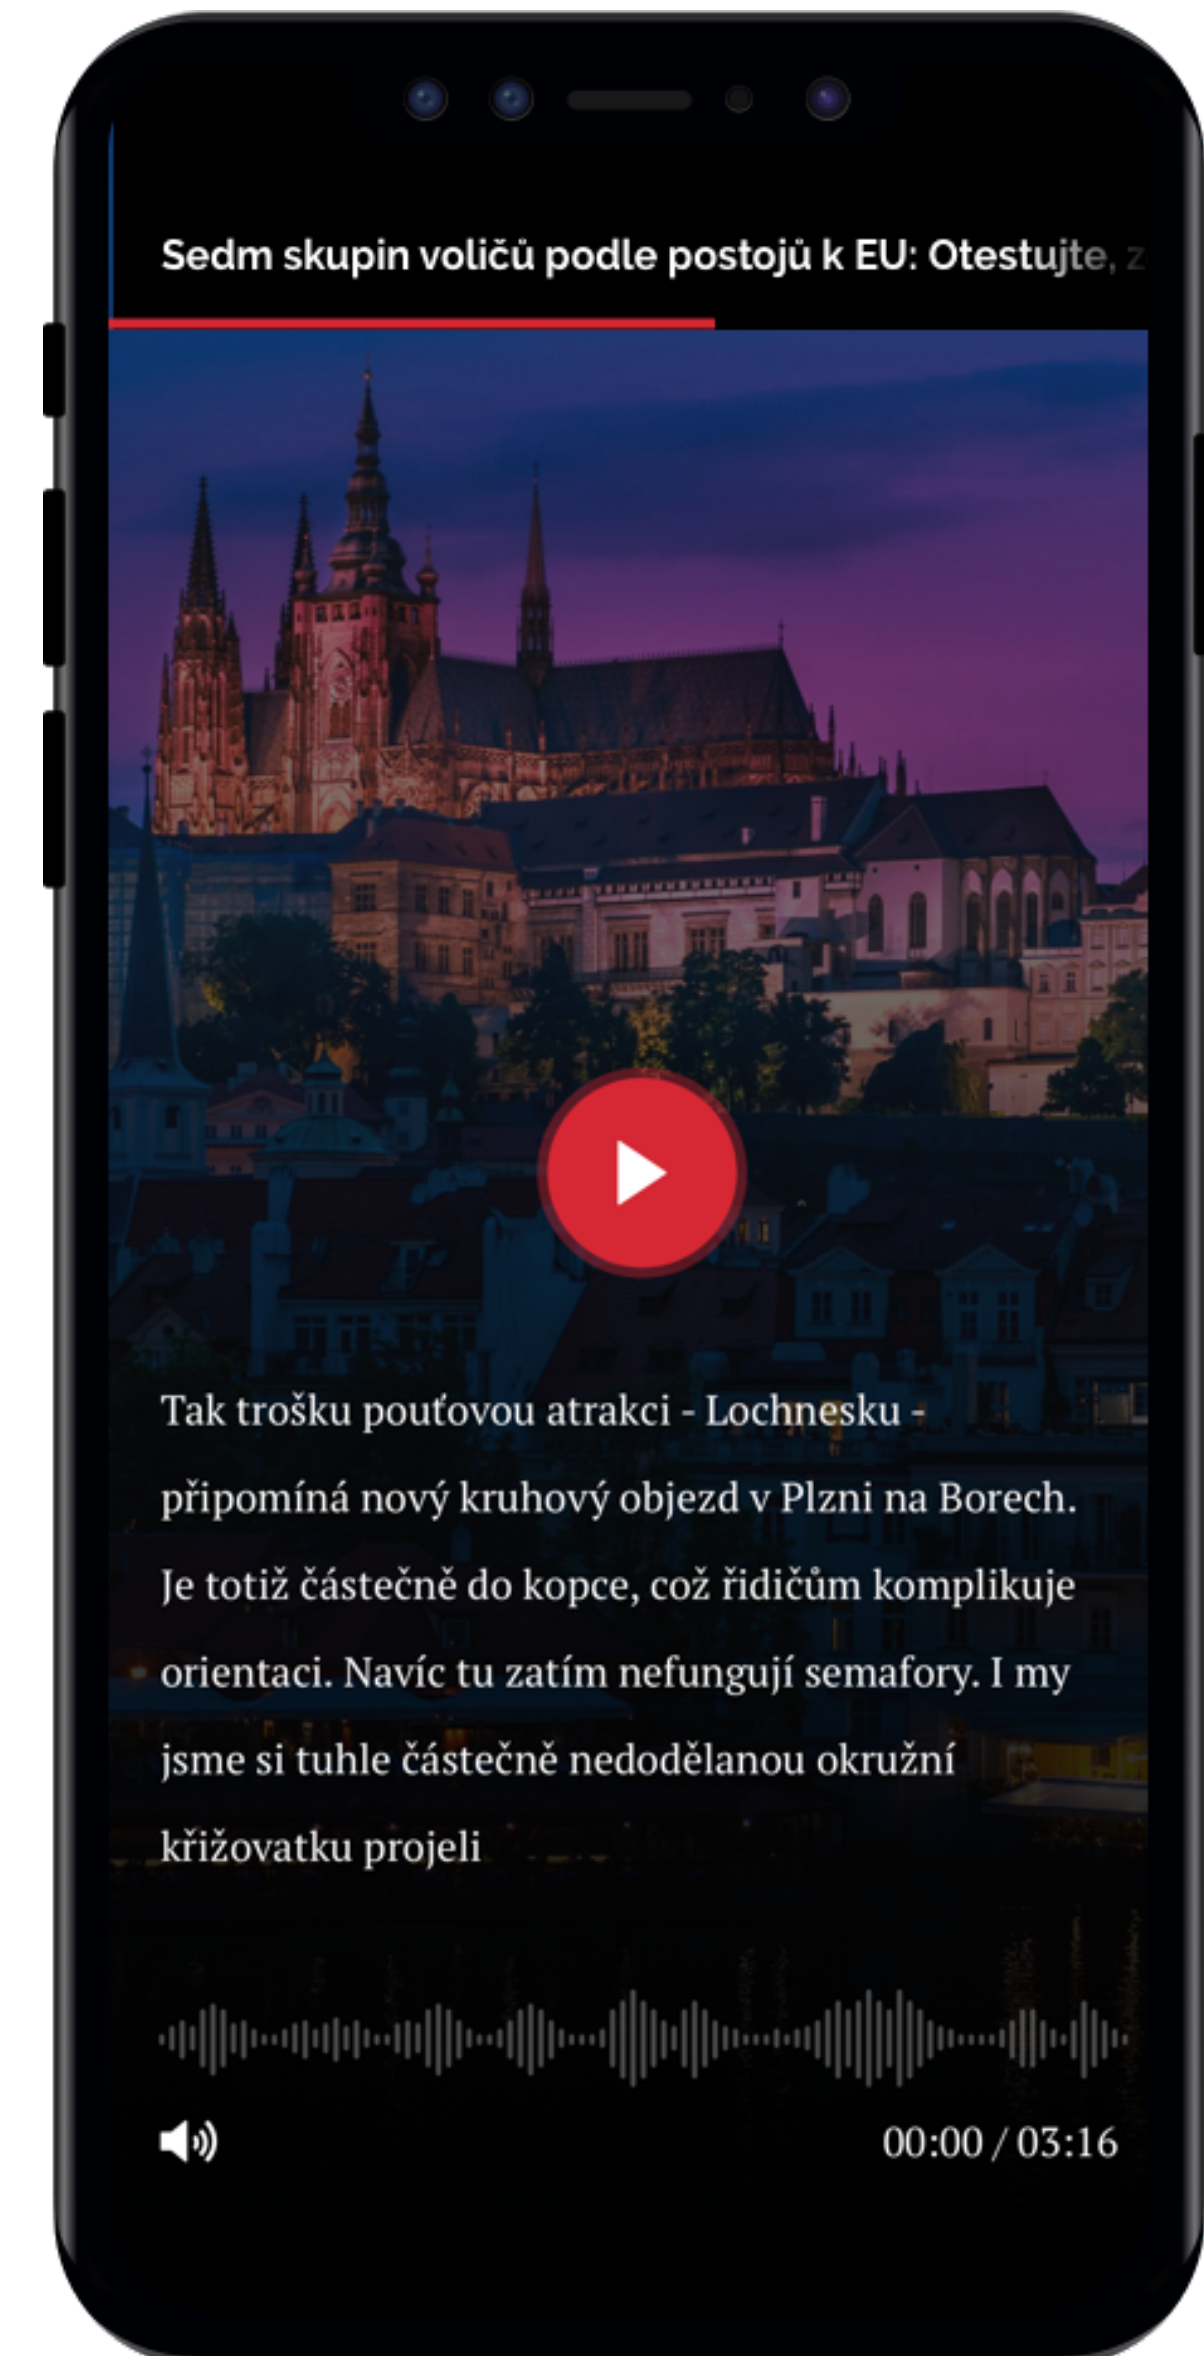 Sedm skupin voličů podle postojů k EU: Otestujte, z
Tak trošku pouťovou atrakci - Lochnesku -
připomíná nový kruhový objezd v Plzni na Borech.
Je totiž částečně do kopce, což řidičům komplikuje
orientaci. Navíc tu zatím nefungují semafory. I my
jsme si tuhle částečně nedodělanou okružní
křižovatku projeli
00:00 / 03:16